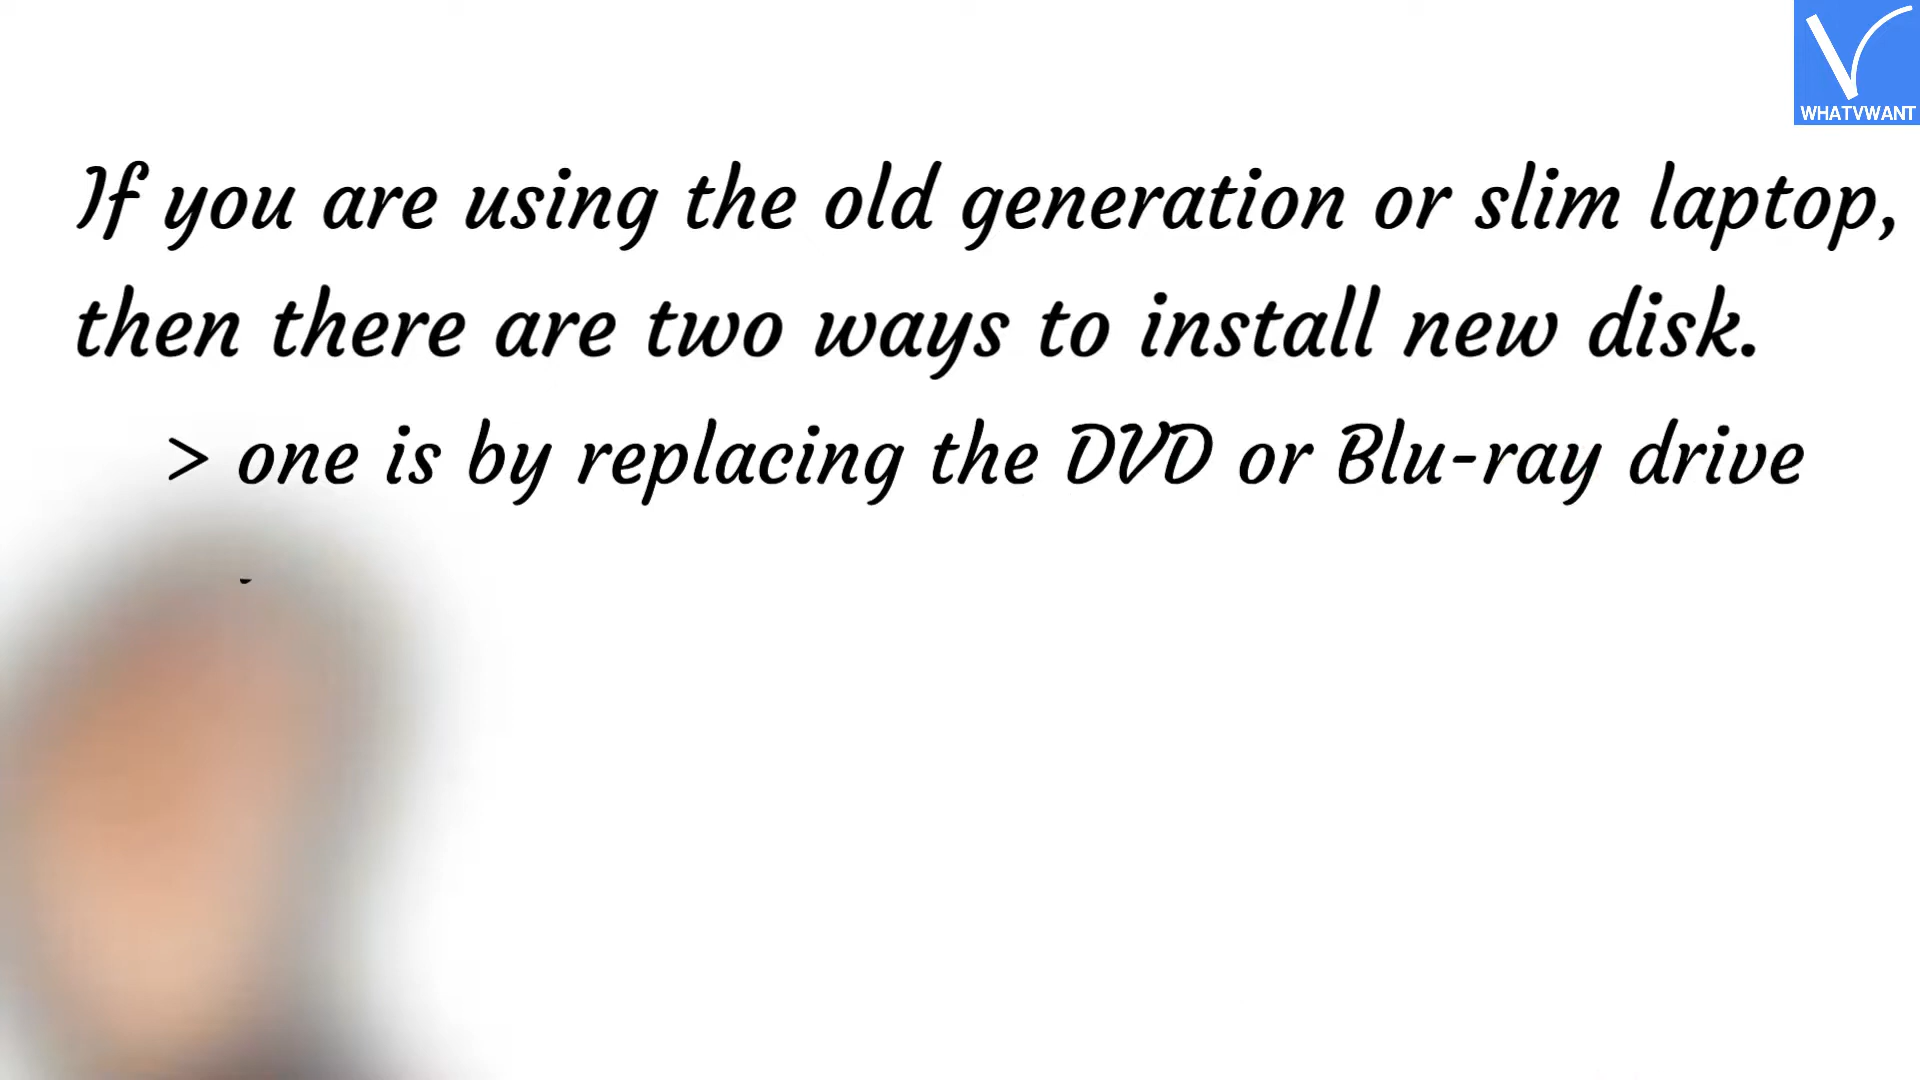 WHATVWANT
If you are using the old generation or slim laptop,
then there are two ways to install new disk.
> one is by replacing the DVD or Blu-ray drive